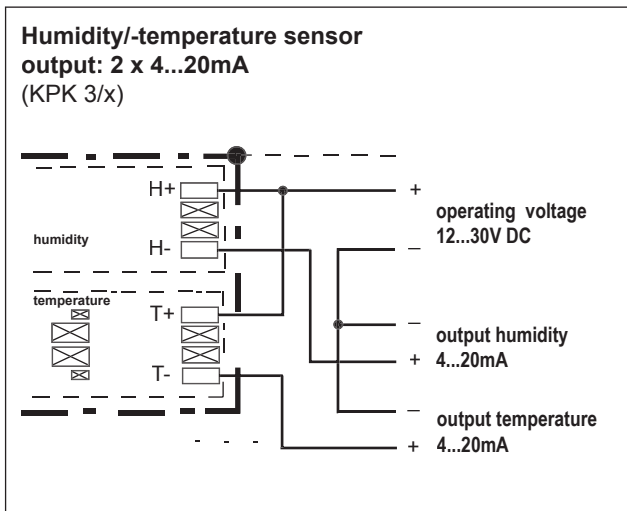 Humidity/-temperature sensor
output: 2 x 4...20mA
(KPK 3/x)
H+
+
operating voltage
12...30V DC
humidity
H-
–
temperature
T+
–
output humidity
+
4...20mA
T-
–
output temperature
+
4...20mA